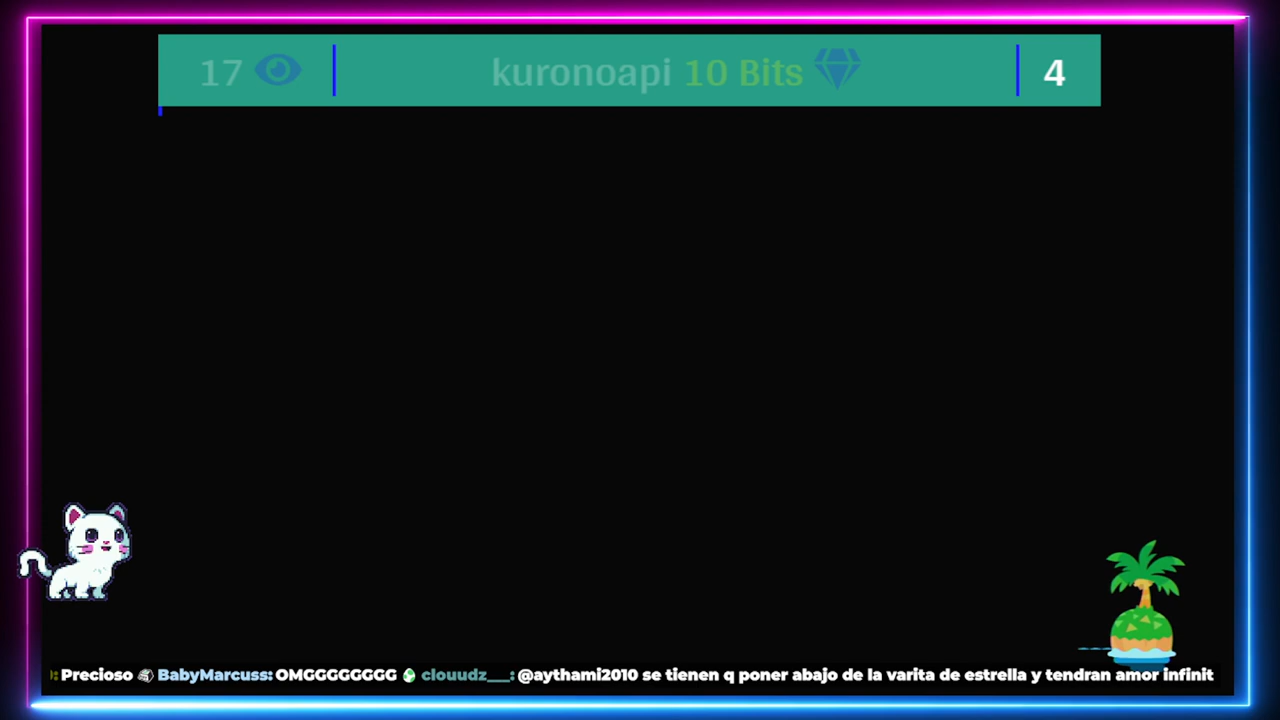 17 kuronoapi 10 Bits 4
: Precioso BabyMarcuss: OMGGGGGGGG clouudz___: @aythami2010 se tienen q poner abajo de la varita de estrella y tendran amor infinit